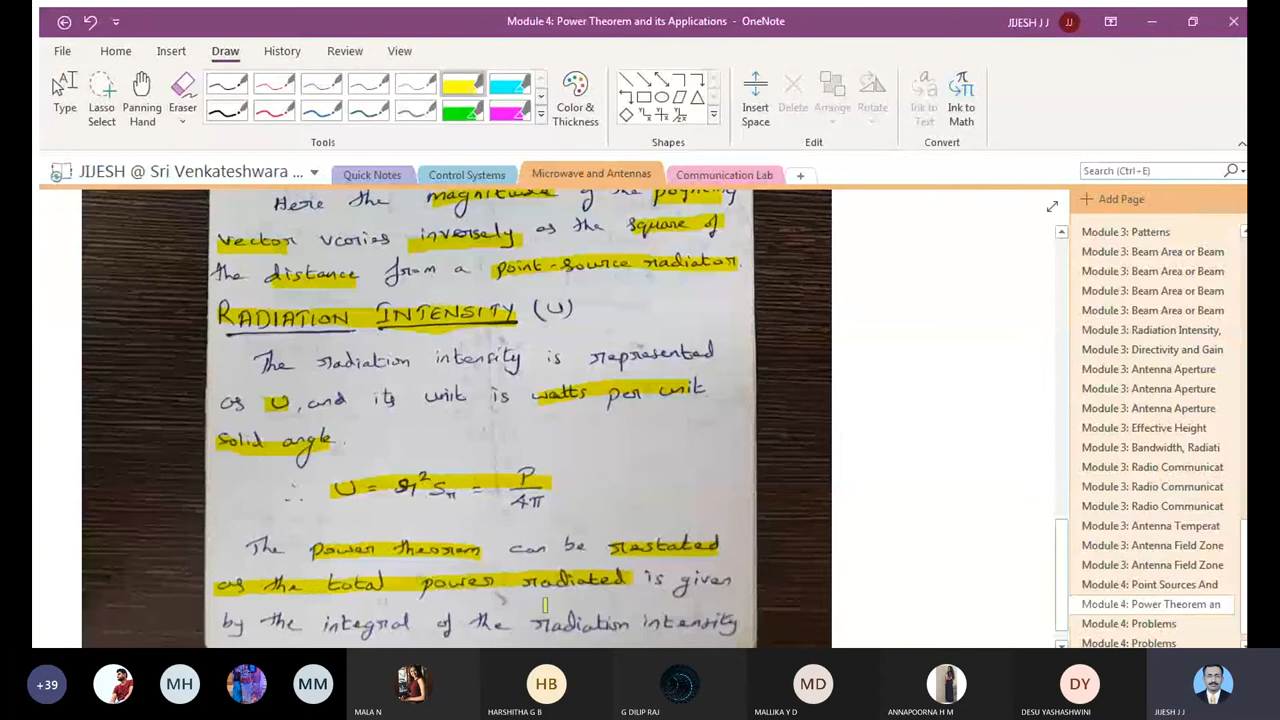 Module 4: Power Theorem and its Applications - OneNote
JIJESH J J
JJ
File
Home
Insert
Draw
History
Review
View
Type
Lasso Select
Panning Hand
Eraser
Color & Thickness
Insert Space
Delete
Arrange
Rotate
Ink to Text
Ink to Math
Tools
Shapes
Edit
Convert
JIJESH @ Sri Venkateshwara ...
Quick Notes
Control Systems
Microwave and Antennas
Communication Lab
+
Search (Ctrl+E)
Add Page
Here the magnitude of the poynting
vector varies inversely as the square of
the distance from a point-source radiator.
RADIATION INTENSITY (U)
The radiation intensity is represented
as U, and its unit is watts per unit
solid angle.
∴ U = r² Sr = P/4π
The power theorem can be restated
as the total power radiated is given
by the integral of the radiation intensity
Module 3: Patterns
Module 3: Beam Area or Beam
Module 3: Beam Area or Beam
Module 3: Beam Area or Beam
Module 3: Beam Area or Beam
Module 3: Radiation Intensity,
Module 3: Directivity and Gain
Module 3: Antenna Aperture
Module 3: Antenna Aperture
Module 3: Antenna Aperture
Module 3: Effective Height
Module 3: Bandwidth, Radiati
Module 3: Radio Communicat
Module 3: Radio Communicat
Module 3: Radio Communicat
Module 3: Antenna Temperat
Module 3: Antenna Field Zone
Module 3: Antenna Field Zone
Module 4: Point Sources And
Module 4: Power Theorem an
Module 4: Problems
Module 4: Problems
+39
MH
MM
HB
MD
DY
MALA N
HARSHITHA G B
G DILIP RAJ
MALLIKA Y D
ANNAPOORNA H M
DESU YASHASHWINI
JIJESH J J